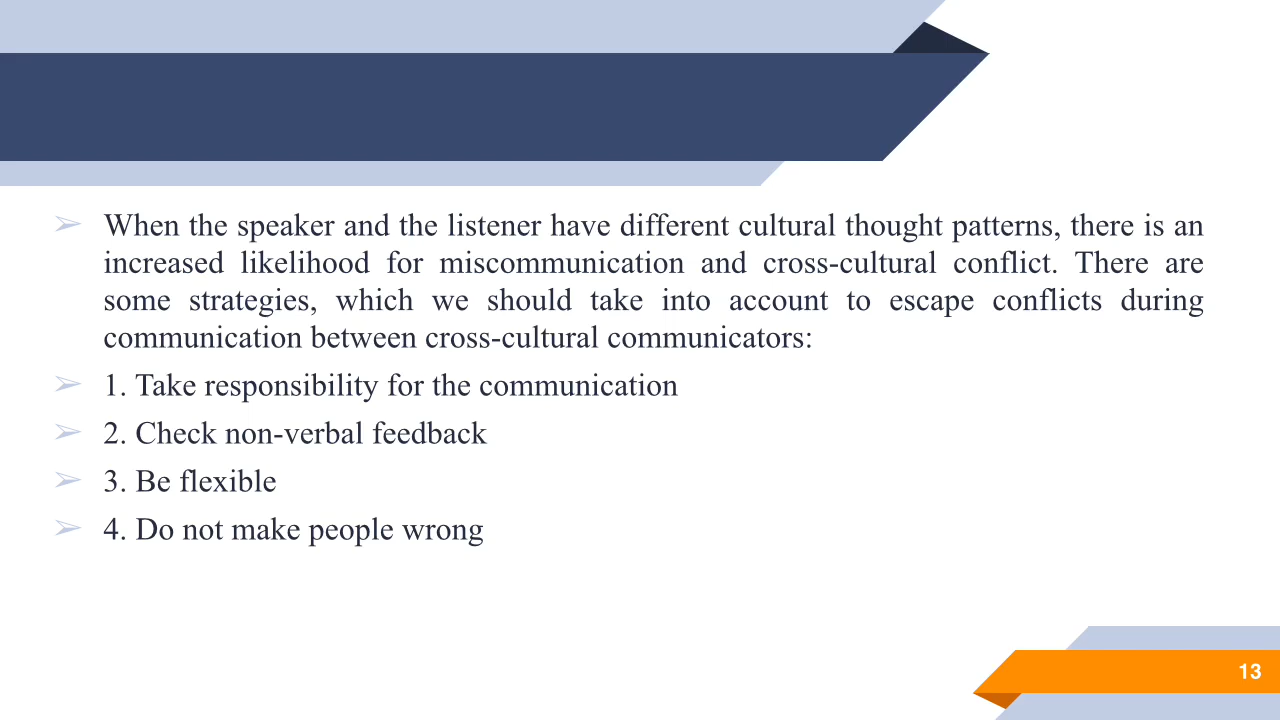 ➢ When the speaker and the listener have different cultural thought patterns, there is an
increased likelihood for miscommunication and cross-cultural conflict. There are
some strategies, which we should take into account to escape conflicts during
communication between cross-cultural communicators:
➢ 1. Take responsibility for the communication
➢ 2. Check non-verbal feedback
➢ 3. Be flexible
➢ 4. Do not make people wrong
13